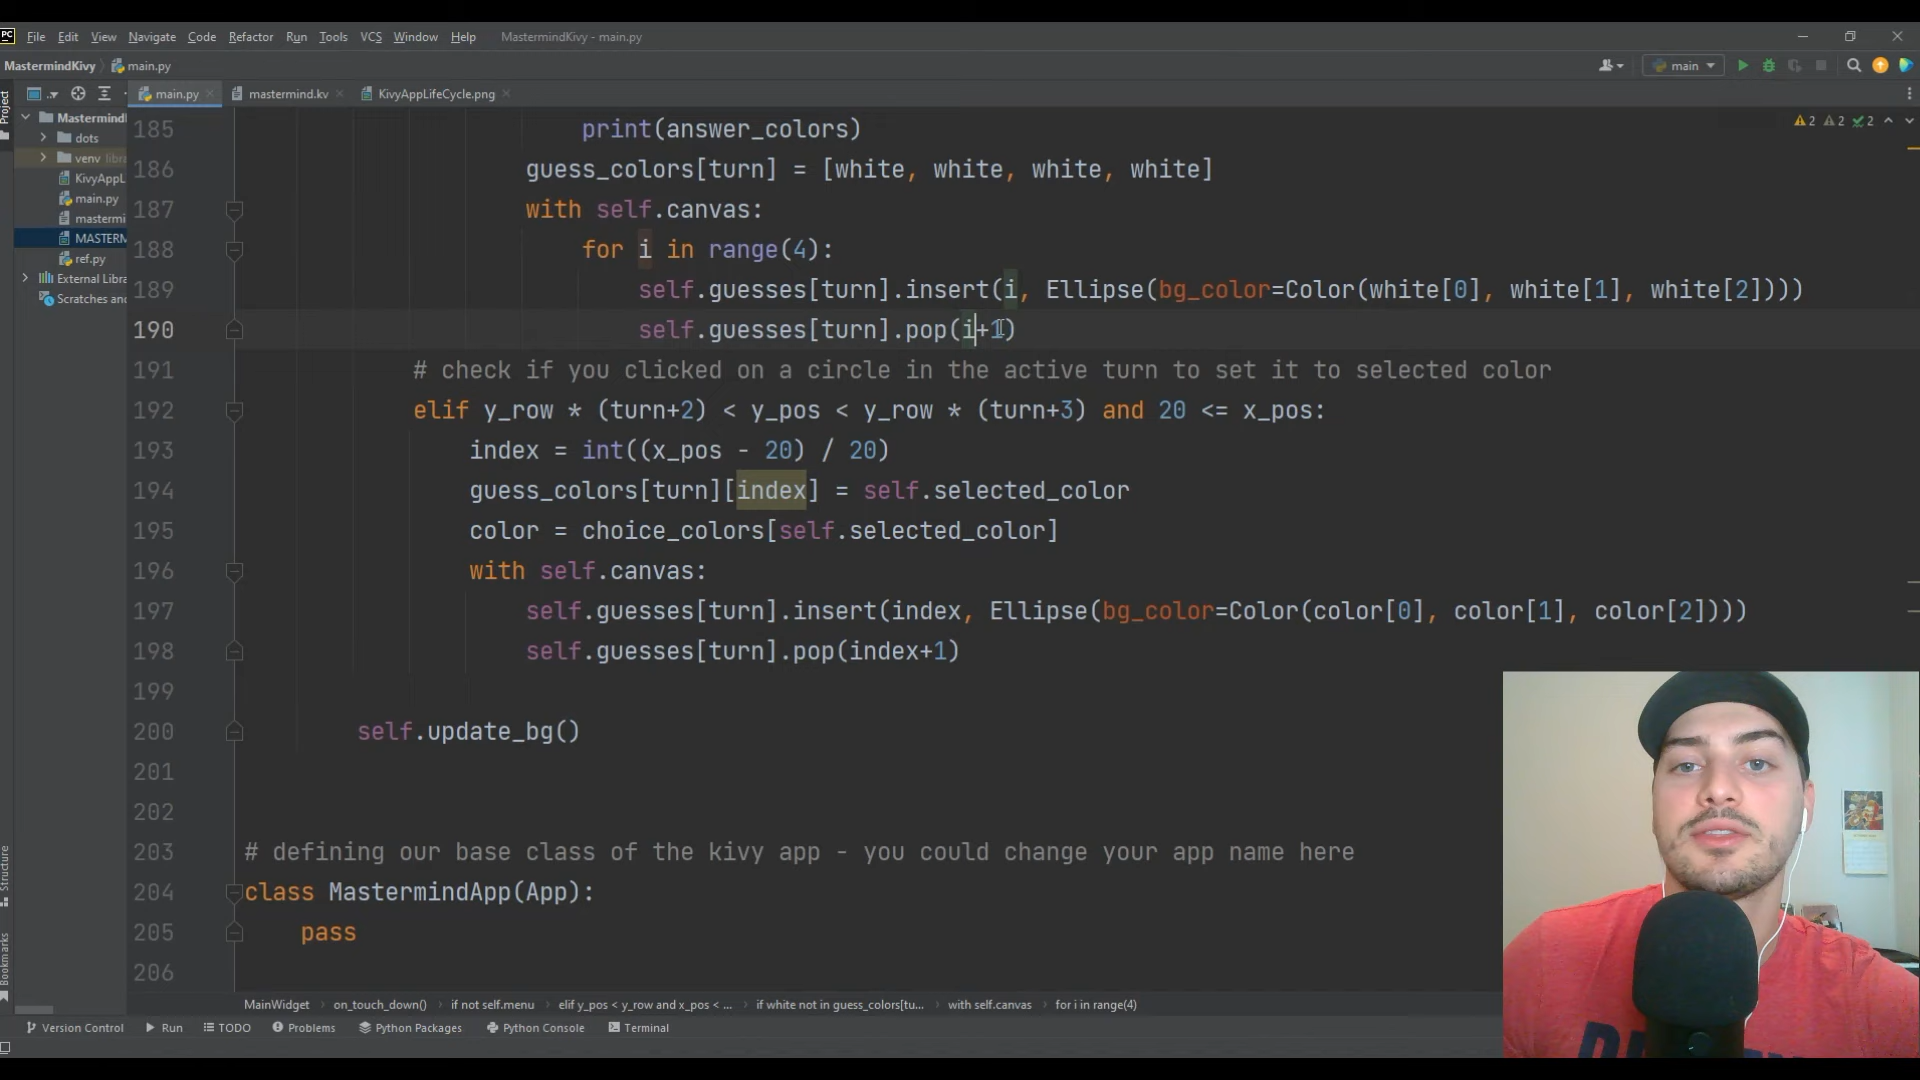 PC File Edit View Navigate Code Refactor Run Tools VCS Window Help MastermindKivy - main.py
MastermindKivy main.py main
main.py mastermind.kv KivyAppLifeCycle.png
Project
Mastermind
dots
venv libra
KivyAppL
main.py
mastermi
MASTERM
ref.py
External Libra
Scratches and
2 2 2
185 print(answer_colors)
186 guess_colors[turn] = [white, white, white, white]
187 with self.canvas:
188 for i in range(4):
189 self.guesses[turn].insert(i, Ellipse(bg_color=Color(white[0], white[1], white[2])))
190 self.guesses[turn].pop(i+1)
191 # check if you clicked on a circle in the active turn to set it to selected color
192 elif y_row * (turn+2) < y_pos < y_row * (turn+3) and 20 <= x_pos:
193 index = int((x_pos - 20) / 20)
194 guess_colors[turn][index] = self.selected_color
195 color = choice_colors[self.selected_color]
196 with self.canvas:
197 self.guesses[turn].insert(index, Ellipse(bg_color=Color(color[0], color[1], color[2])))
198 self.guesses[turn].pop(index+1)
199
200 self.update_bg()
201
202
203 # defining our base class of the kivy app - you could change your app name here
204 class MastermindApp(App):
205 pass
206
Structure
Bookmarks
MainWidget on_touch_down() if not self.menu elif y_pos < y_row and x_pos < ... if white not in guess_colors[tu... with self.canvas for i in range(4)
Version Control Run TODO Problems Python Packages Python Console Terminal